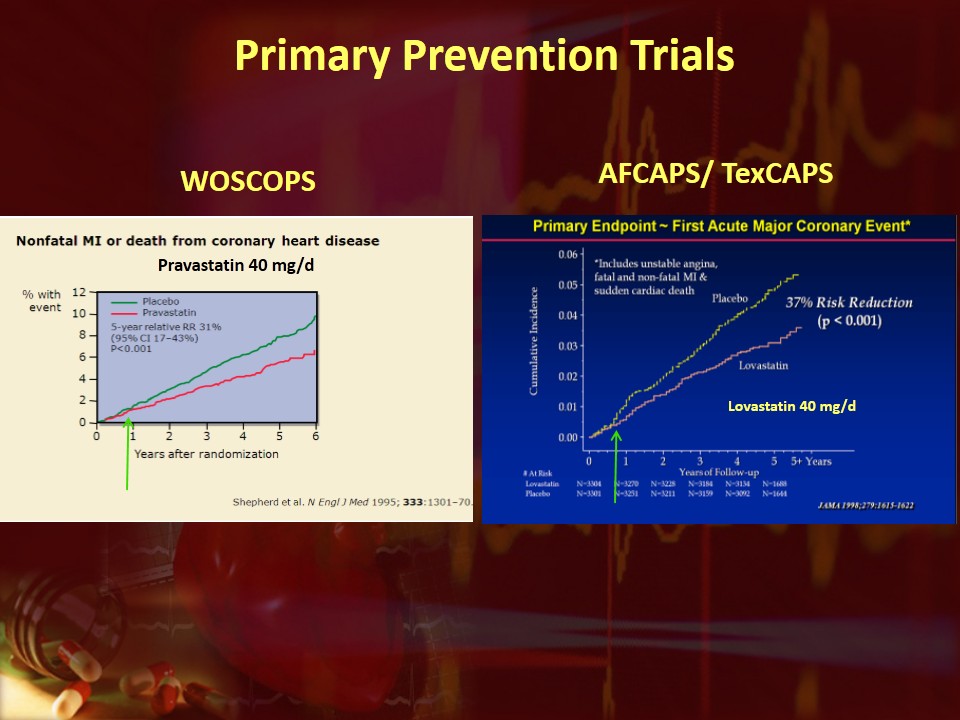 Primary Prevention Trials
WOSCOPS
Nonfatal MI or death from coronary heart disease
Pravastatin 40 mg/d
% with
event
12
10
8
6
4
2
0
Placebo
Pravastatin
5-year relative RR 31%
(95% CI 17–43%)
P<0.001
0 1 2 3 4 5 6
Years after randomization
Shepherd et al. N Engl J Med 1995; 333:1301–70.
AFCAPS/ TexCAPS
Primary Endpoint ~ First Acute Major Coronary Event*
Cumulative Incidence
0.06
0.05
0.04
0.03
0.02
0.01
0.00
*Includes unstable angina,
fatal and non-fatal MI &
sudden cardiac death
Placebo
37% Risk Reduction
(p < 0.001)
Lovastatin
Lovastatin 40 mg/d
0 1 2 3 4 5 5+ Years
Years of Follow-up
# At Risk
Lovastatin N=3304 N=3270 N=3228 N=3184 N=3134 N=1688
Placebo N=3301 N=3251 N=3211 N=3159 N=3092 N=1644
JAMA 1998;279:1615-1622